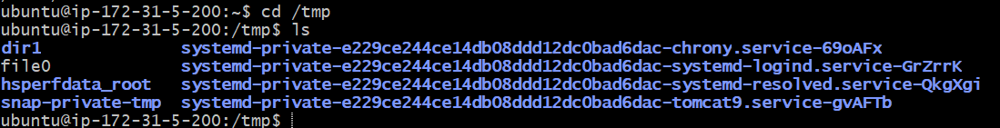 ubuntu@ip-172-31-5-200:~$ cd /tmp
ubuntu@ip-172-31-5-200:/tmp$ ls
dir1 systemd-private-e229ce244ce14db08ddd12dc0bad6dac-chrony.service-69oAFx
file0 systemd-private-e229ce244ce14db08ddd12dc0bad6dac-systemd-logind.service-GrZrrK
hsperfdata_root systemd-private-e229ce244ce14db08ddd12dc0bad6dac-systemd-resolved.service-QkgXgi
snap-private-tmp systemd-private-e229ce244ce14db08ddd12dc0bad6dac-tomcat9.service-gvAFTb
ubuntu@ip-172-31-5-200:/tmp$